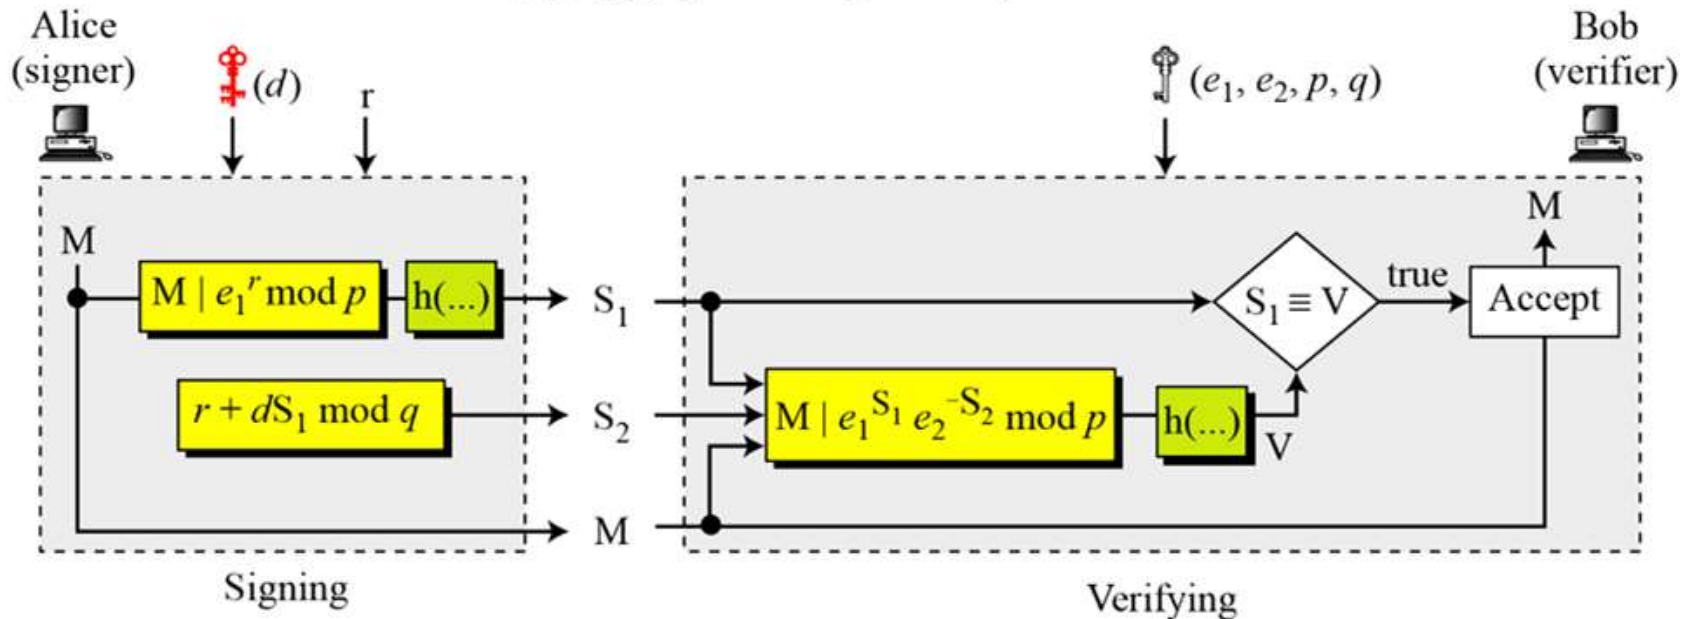 Alice
(signer)
(d)
r
(e₁, e₂, p, q)
Bob
(verifier)
M
M | e₁ʳ mod p
h(...)
S₁
S₁ ≡ V
true
Accept
M
r + dS₁ mod q
S₂
M | e₁^S₁ e₂^-S₂ mod p
h(...)
V
M
Signing
Verifying